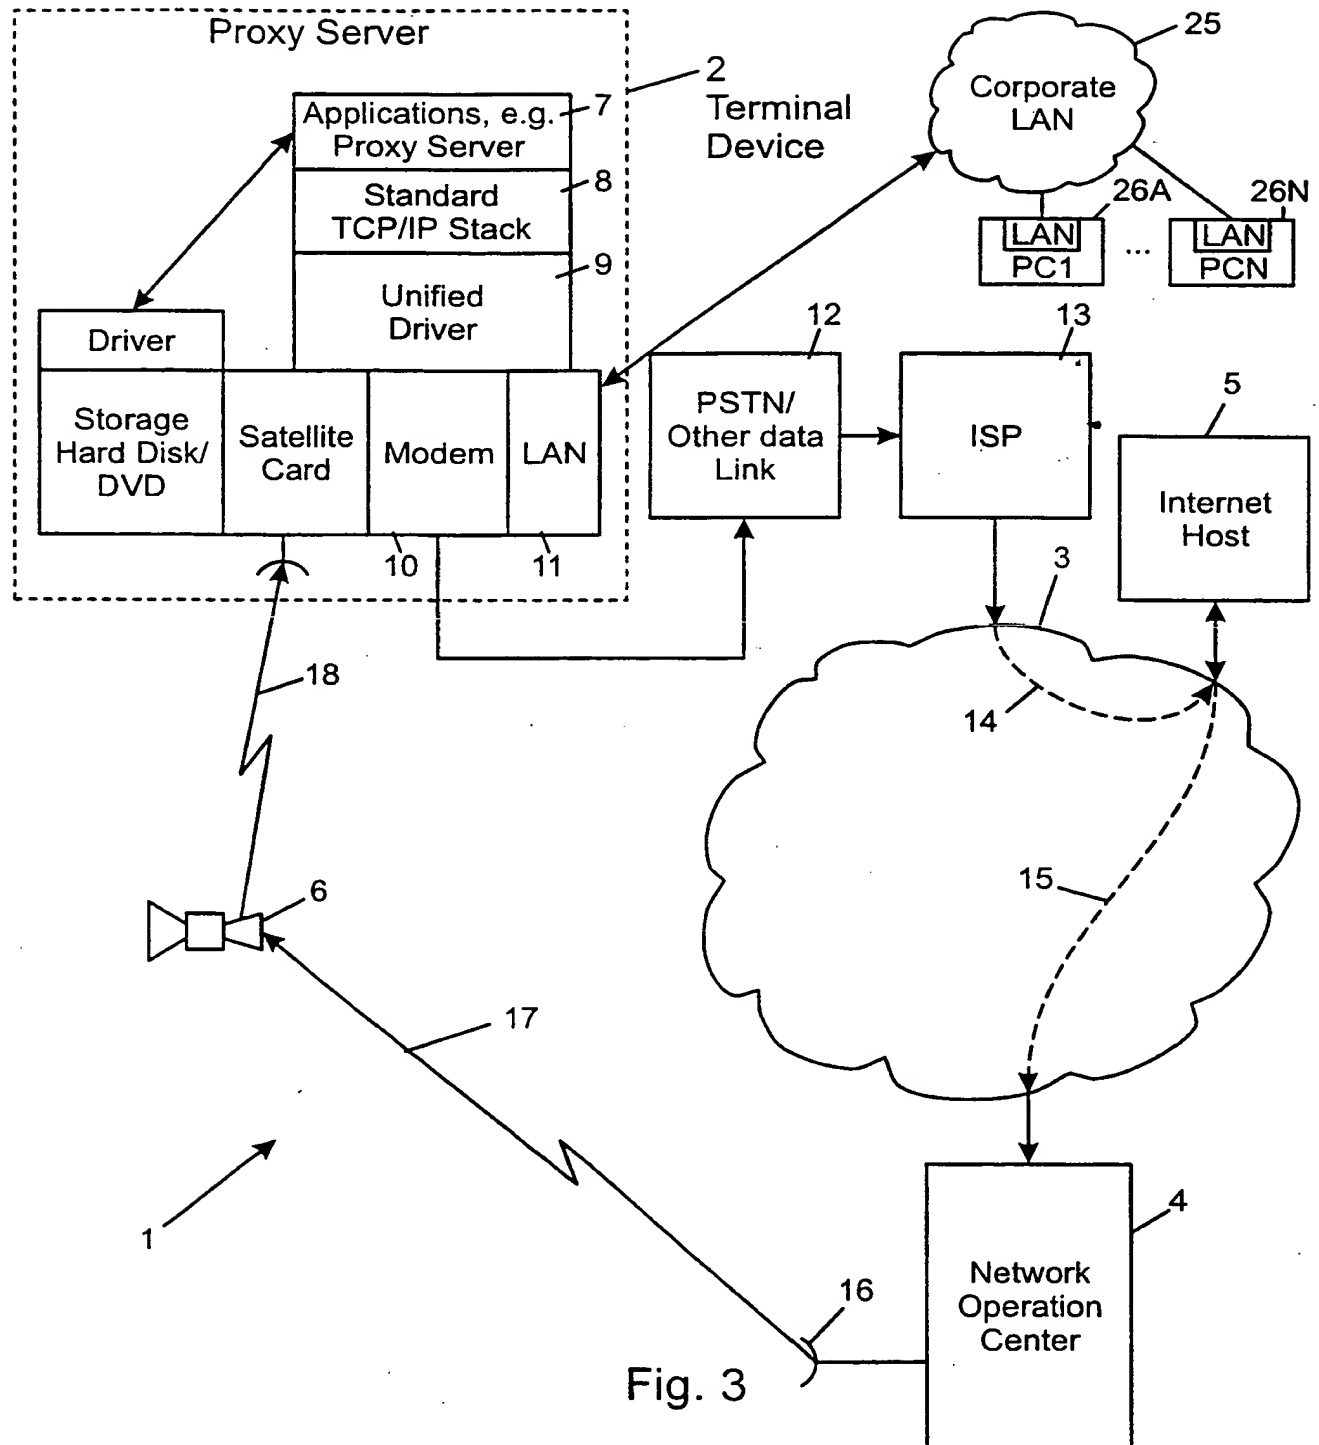 Proxy Server
2
Terminal
Device
Applications, e.g.
Proxy Server
7
Standard
TCP/IP Stack
8
Unified
Driver
9
Driver
Storage
Hard Disk/
DVD
Satellite
Card
Modem
LAN
10
11
25
Corporate
LAN
26A
26N
LAN
PC1
...
LAN
PCN
12
PSTN/
Other data
Link
13
ISP
5
Internet
Host
3
14
15
18
6
17
1
16
4
Network
Operation
Center
Fig. 3